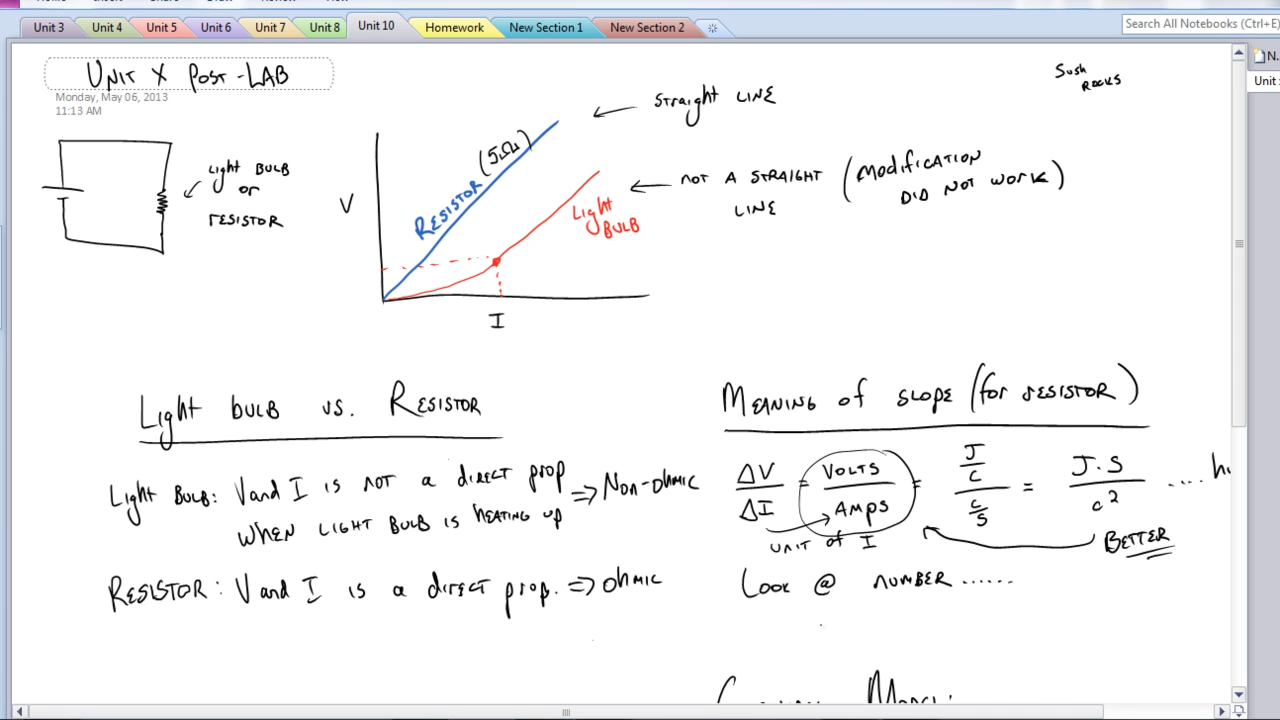 Unit 3 Unit 4 Unit 5 Unit 6 Unit 7 Unit 8 Unit 10 Homework New Section 1 New Section 2
Search All Notebooks (Ctrl+E)
UNIT X POST-LAB
Monday, May 06, 2013
11:13 AM
Sush
ROCKS
LIGHT BULB
or
RESISTOR
V
I
RESISTOR (5Ω)
LIGHT
BULB
STRAIGHT LINE
NOT A STRAIGHT
LINE
(MODIFICATION
DID NOT WORK)
LIGHT BULB VS. RESISTOR
LIGHT BULB: V and I IS NOT A DIRECT PROP
WHEN LIGHT BULB IS HEATING UP
⇒ NON-OHMIC
RESISTOR: V and I IS A DIRECT PROP. ⇒ OHMIC
MEANING OF SLOPE (FOR RESISTOR)
ΔV/ΔI = VOLTS/AMPS = (J/C)/(C/S) = J·S/C² ....
UNIT OF I
BETTER
LOOK @ NUMBER ......